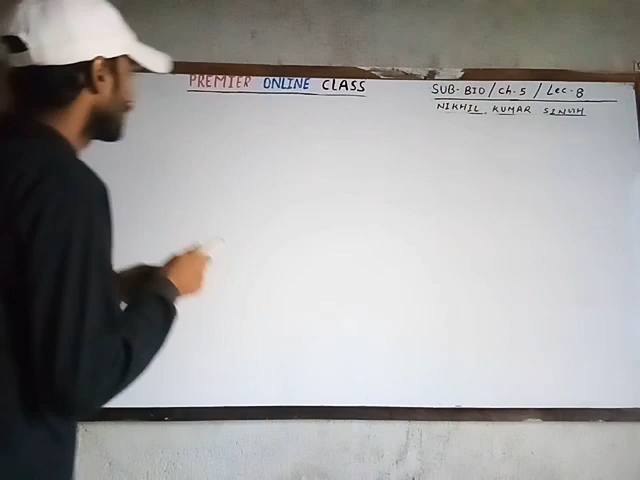 PREMIER ONLINE CLASS
SUB-BIO/Ch-5/Lec-8
NIKHIL KUMAR SINGH